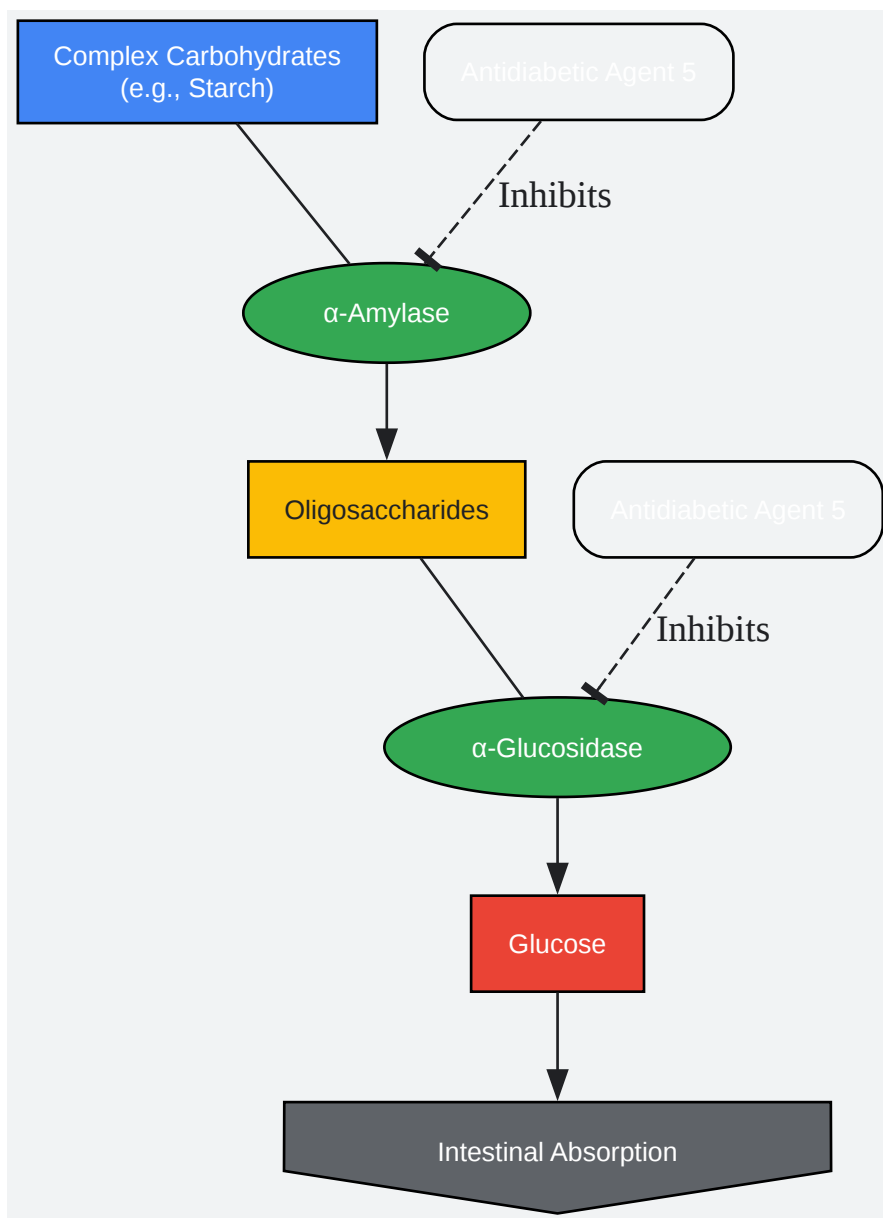 Complex Carbohydrates
(e.g., Starch)
Antidiabetic Agent 5
Inhibits
α-Amylase
Oligosaccharides
Antidiabetic Agent 5
Inhibits
α-Glucosidase
Glucose
Intestinal Absorption